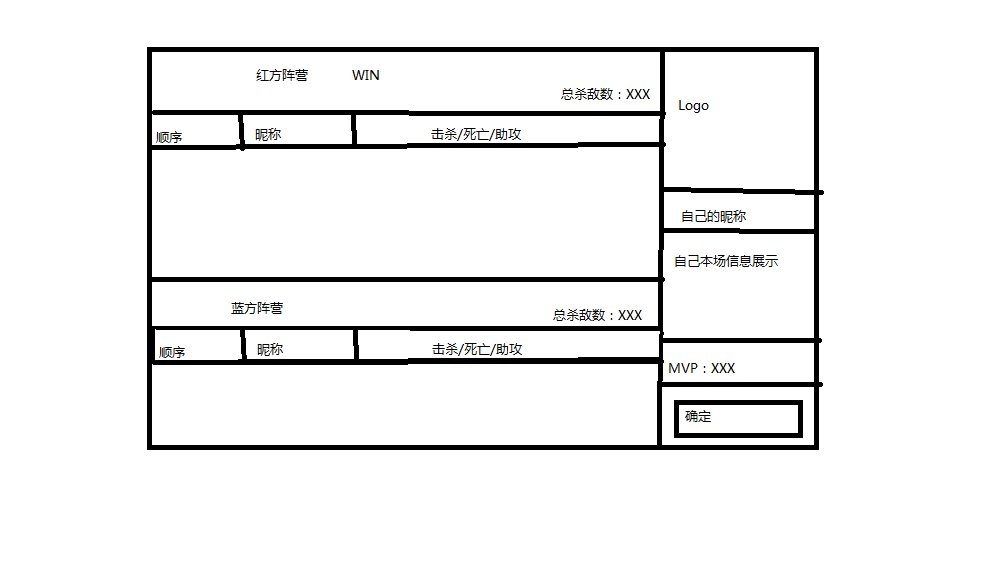 红方阵营 WIN
总杀敌数：XXX
顺序 昵称 击杀/死亡/助攻
蓝方阵营
总杀敌数：XXX
顺序 昵称 击杀/死亡/助攻
Logo
自己的昵称
自己本场信息展示
MVP：XXX
确定